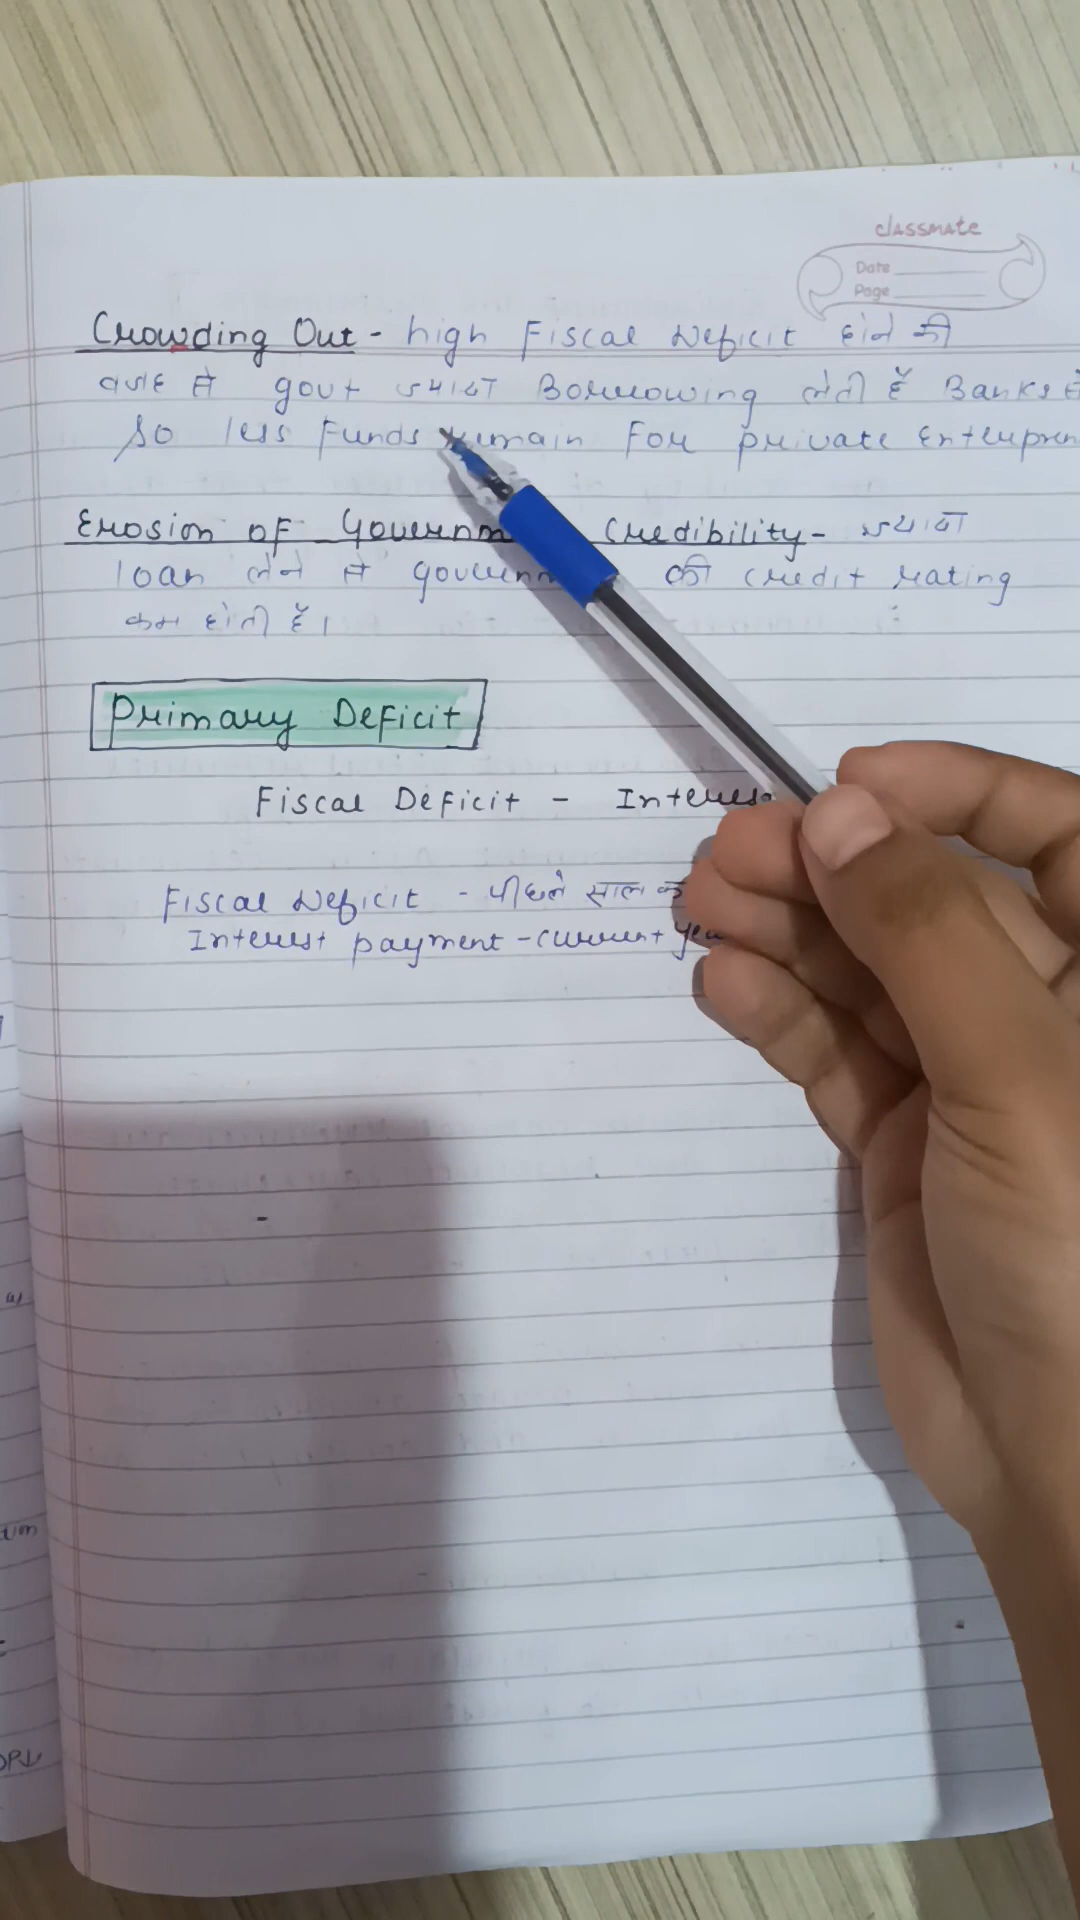 classmate
Date
Page
Crowding Out - high Fiscal Deficit होने की
वजह से govt ज्यादा Borrowing लेती है Banks से
so less Funds remain For private
Erosion of Credibility - ज्यादा
loan लेने से की credit rating
कम होती है।
Primary Deficit
Fiscal Deficit -
Fiscal Deficit - पीछले साल
Interest payment - current